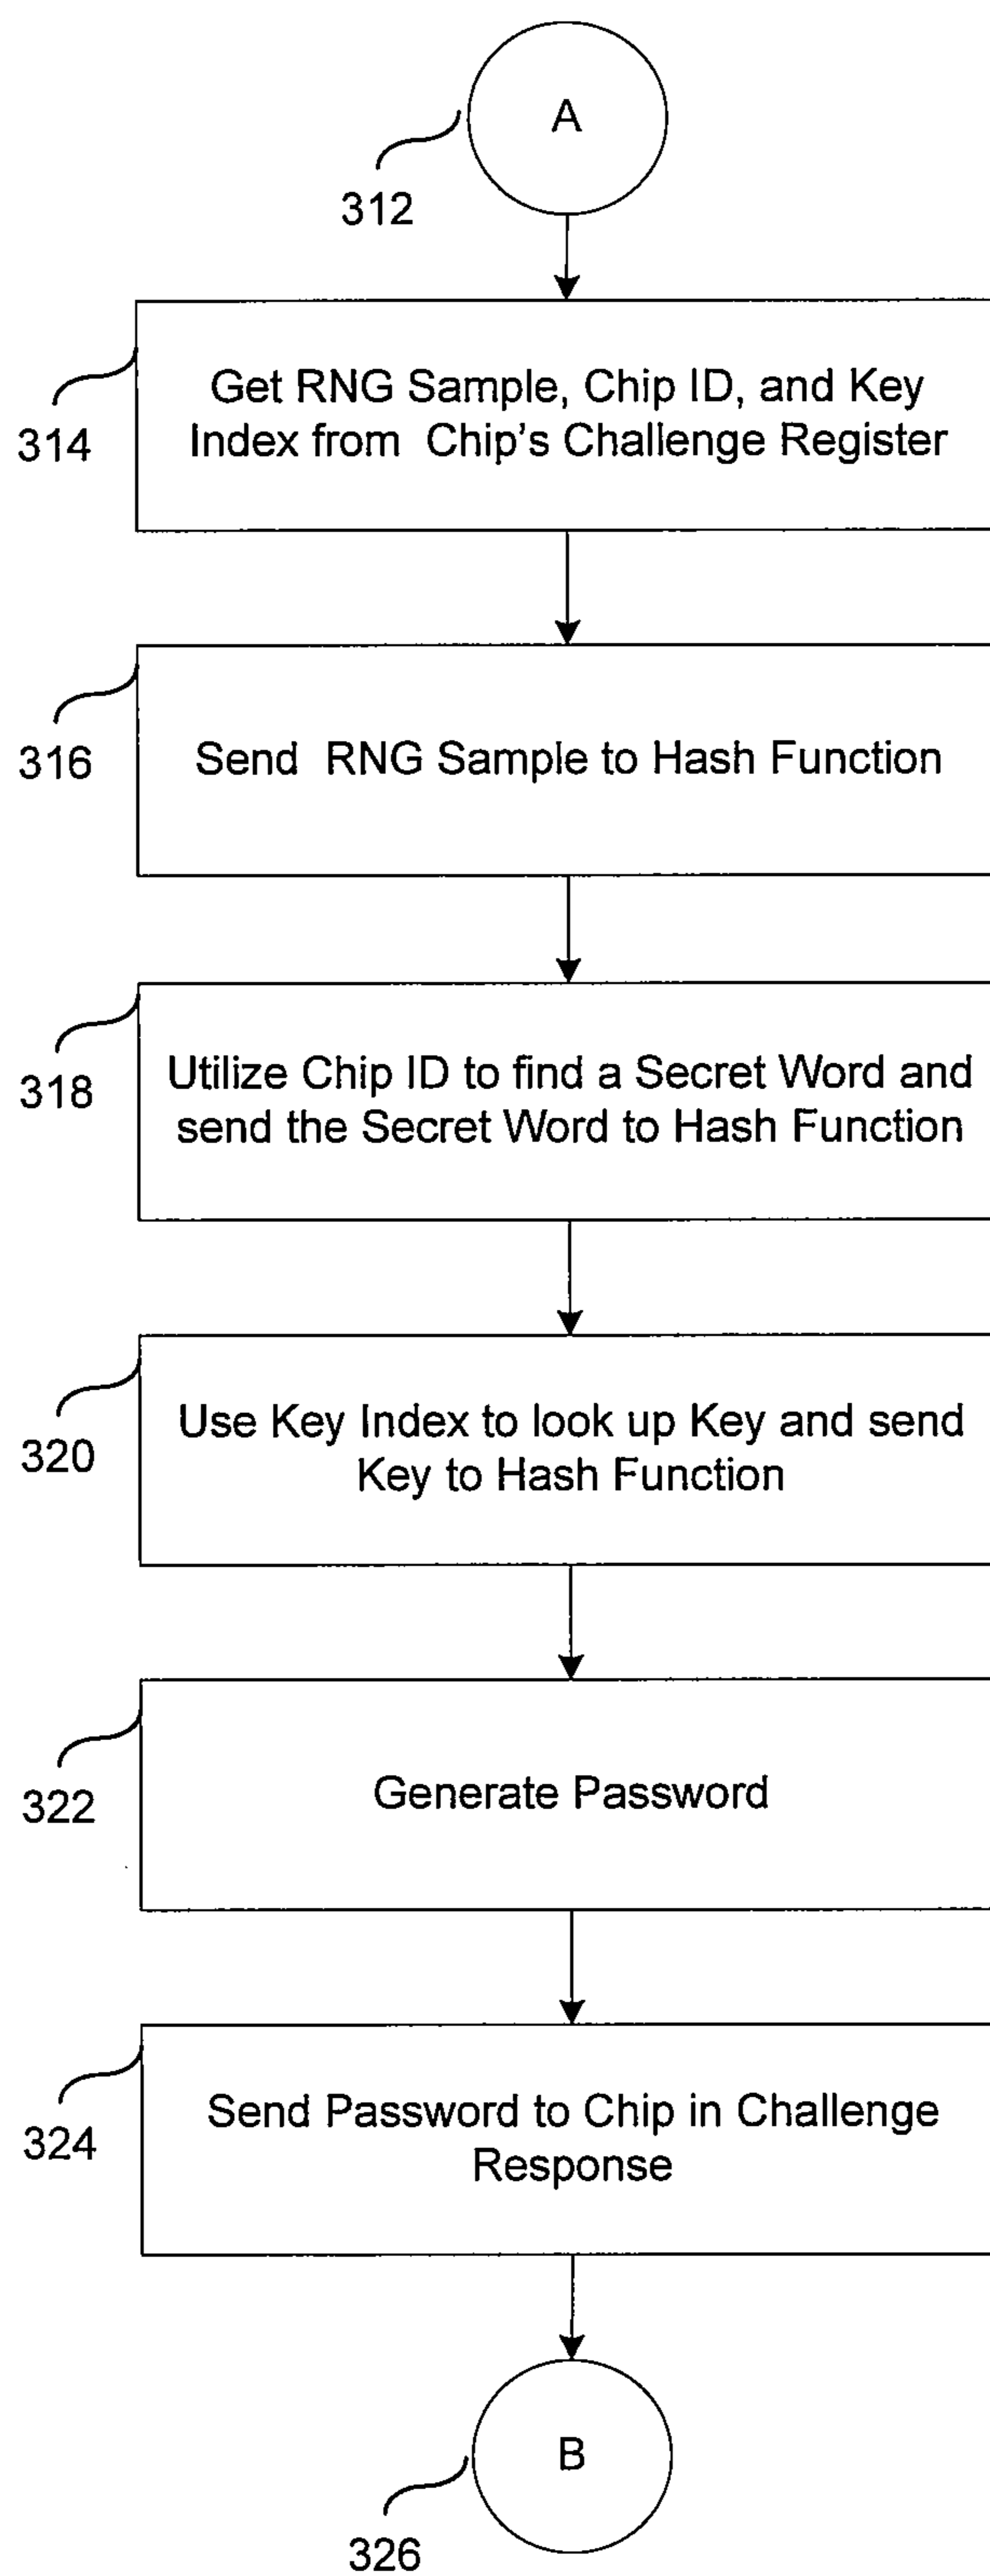 A
312
Get RNG Sample, Chip ID, and Key
Index from Chip's Challenge Register
314
Send RNG Sample to Hash Function
316
Utilize Chip ID to find a Secret Word and
send the Secret Word to Hash Function
318
Use Key Index to look up Key and send
Key to Hash Function
320
Generate Password
322
Send Password to Chip in Challenge
Response
324
B
326